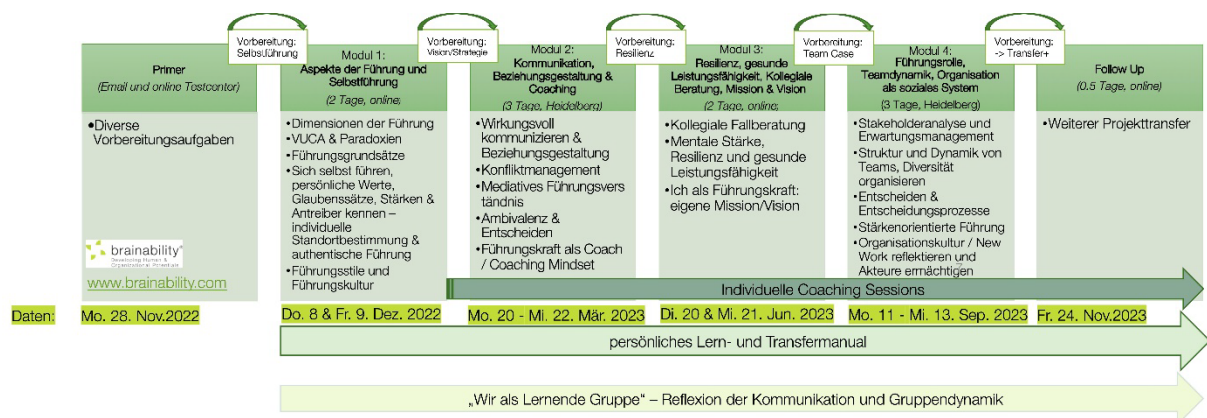 Vorbereitung:
Selbstführung
Vorbereitung:
Vision/Strategie
Vorbereitung:
Resilienz
Vorbereitung:
Team Case
Vorbereitung:
-> Transfer+
Primer
(Email und online Testcenter)
•Diverse
Vorbereitungsaufgaben
brainability®
Developing Human &
Organizational Potentials
www.brainability.com
Modul 1:
Aspekte der Führung und
Selbstführung
(2 Tage, online;
•Dimensionen der Führung
•VUCA & Paradoxien
•Führungsgrundsätze
•Sich selbst führen,
persönliche Werte,
Glaubenssätze, Stärken &
Antreiber kennen –
individuelle
Standortbestimmung &
authentische Führung
•Führungsstile und
Führungskultur
Modul 2:
Kommunikation,
Beziehungsgestaltung &
Coaching
(3 Tage, Heidelberg)
•Wirkungsvoll
kommunizieren &
Beziehungsgestaltung
•Konfliktmanagement
•Mediatives Führungsvers
tändnis
•Ambivalenz &
Entscheiden
•Führungskraft als Coach
/ Coaching Mindset
Modul 3:
Resilienz, gesunde
Leistungsfähigkeit, Kollegiale
Beratung, Mission & Vision
(2 Tage, online;
•Kollegiale Fallberatung
•Mentale Stärke,
Resilienz und gesunde
Leistungsfähigkeit
•Ich als Führungskraft:
eigene Mission/Vision
Modul 4:
Führungsrolle,
Teamdynamik, Organisation
als soziales System
(3 Tage, Heidelberg)
•Stakeholderanalyse und
Erwartungsmanagement
•Struktur und Dynamik von
Teams, Diversität
organisieren
•Entscheiden &
Entscheidungsprozesse
•Stärkenorientierte Führung
•Organisationskultur / New
Work reflektieren und
Akteure ermächtigen
7
Follow Up
(0.5 Tage, online)
•Weiterer Projekttransfer
Individuelle Coaching Sessions
Daten:
Mo. 28. Nov.2022
Do. 8 & Fr. 9. Dez. 2022
Mo. 20 - Mi. 22. Mär. 2023
Di. 20 & Mi. 21. Jun. 2023
Mo. 11 - Mi. 13. Sep. 2023
Fr. 24. Nov.2023
persönliches Lern- und Transfermanual
„Wir als Lernende Gruppe“ – Reflexion der Kommunikation und Gruppendynamik